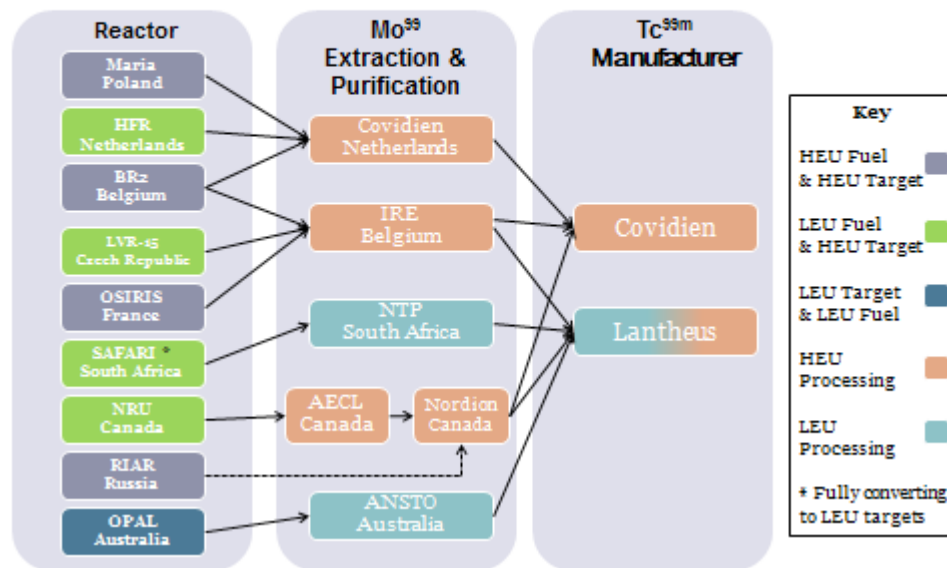 Reactor
Maria
Poland
HFR
Netherlands
BR2
Belgium
LVR-15
Czech Republic
OSIRIS
France
SAFARI *
South Africa
NRU
Canada
RIAR
Russia
OPAL
Australia
Mo99
Extraction &
Purification
Covidien
Netherlands
IRE
Belgium
NTP
South Africa
AECL
Canada
Nordion
Canada
ANSTO
Australia
Tc99m
Manufacturer
Covidien
Lantheus
Key
HEU Fuel
& HEU Target
LEU Fuel
& HEU Target
LEU Target
& LEU Fuel
HEU
Processing
LEU
Processing
* Fully converting
to LEU targets